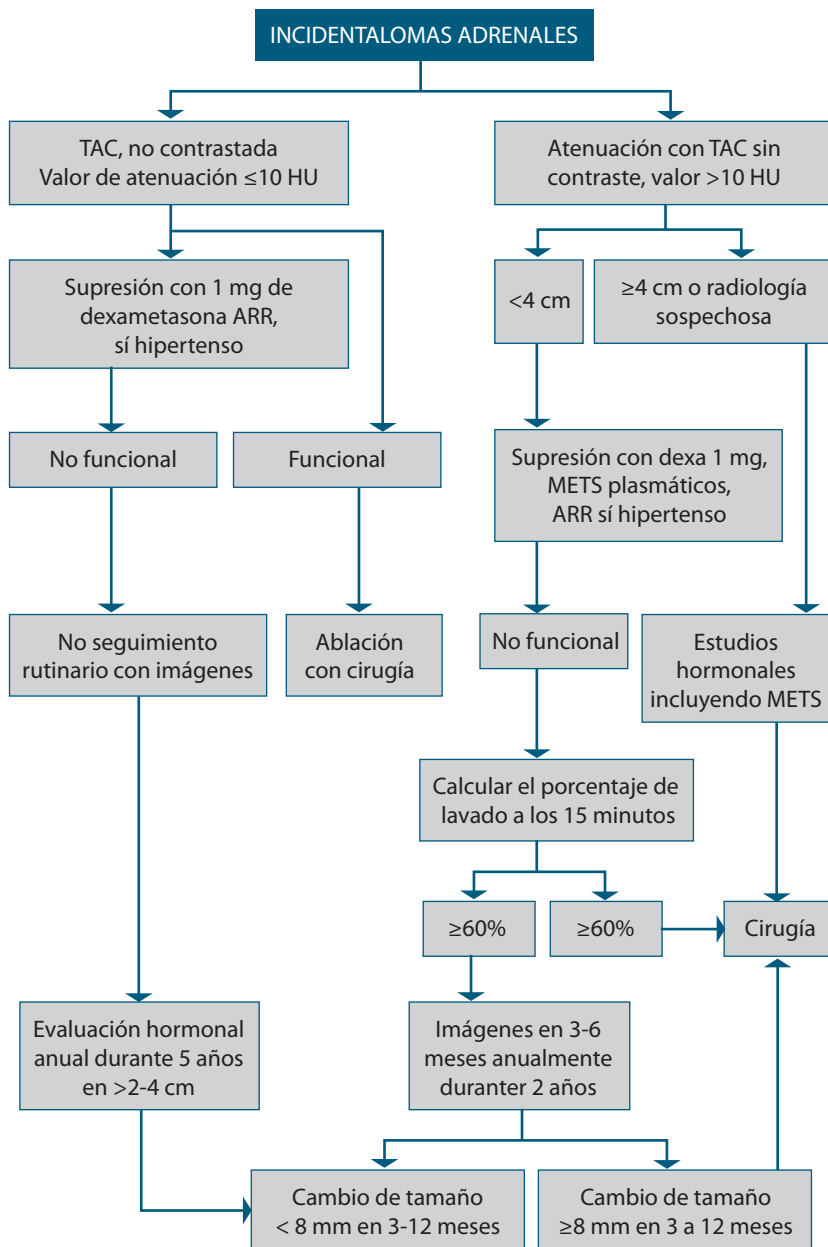 INCIDENTALOMAS ADRENALES
TAC, no contrastada
Valor de atenuación ≤10 HU
Atenuación con TAC sin
contraste, valor >10 HU
Supresión con 1 mg de
dexametasona ARR,
sí hipertenso
<4 cm
≥4 cm o radiología
sospechosa
No funcional
Funcional
Supresión con dexa 1 mg,
METS plasmáticos,
ARR sí hipertenso
No seguimiento
rutinario con imágenes
Ablación
con cirugía
No funcional
Estudios
hormonales
incluyendo METS
Calcular el porcentaje de
lavado a los 15 minutos
≥60%
≥60%
Cirugía
Evaluación hormonal
anual durante 5 años
en >2-4 cm
Imágenes en 3-6
meses anualmente
duranter 2 años
Cambio de tamaño
< 8 mm en 3-12 meses
Cambio de tamaño
≥8 mm en 3 a 12 meses